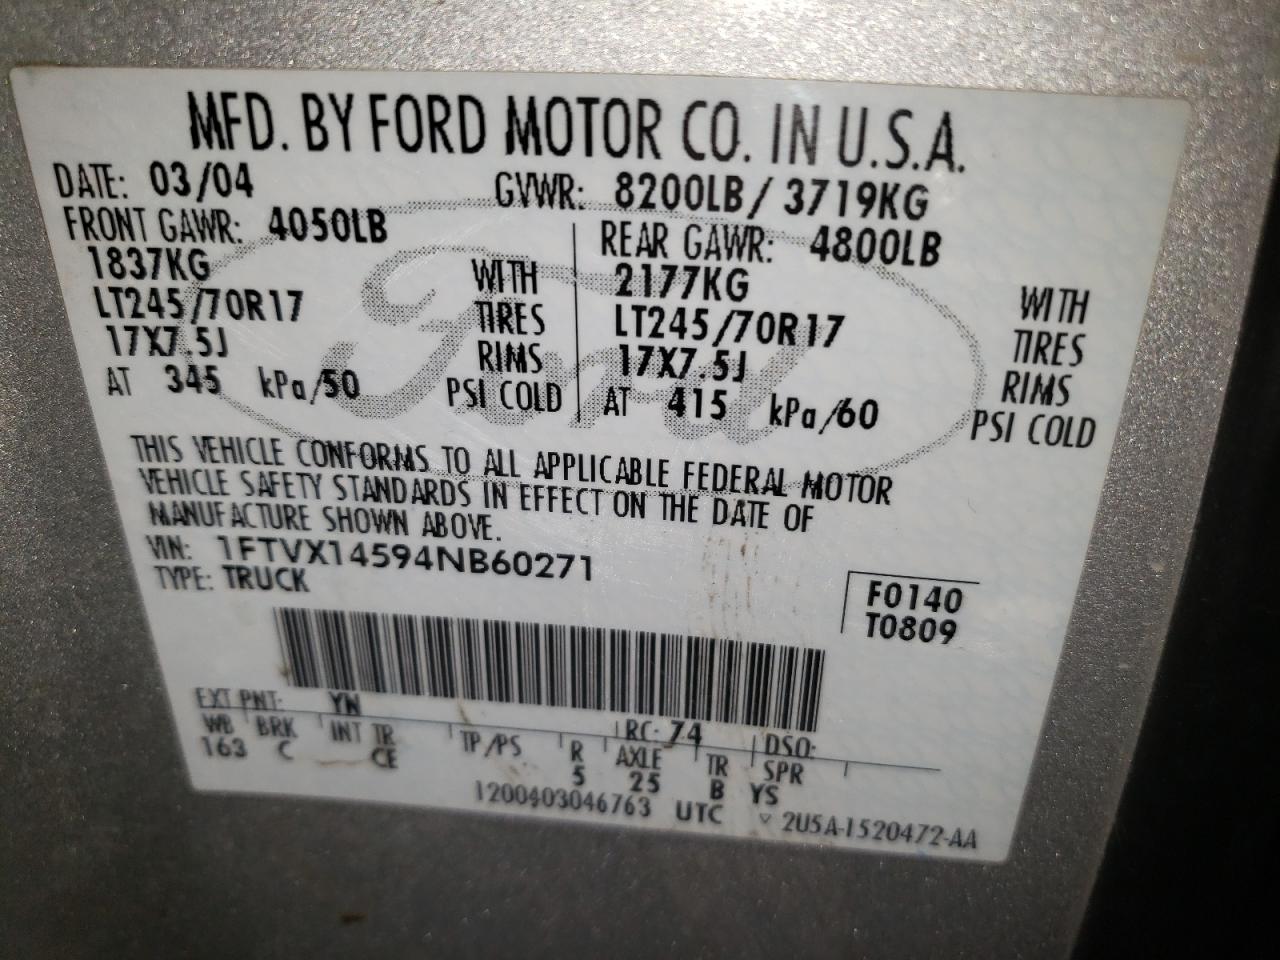 MFD. BY FORD MOTOR CO. IN U.S.A.
DATE: 03/04 GVWR: 8200LB/ 3719KG
FRONT GAWR: 4050LB REAR GAWR: 4800LB
1837KG WITH 2177KG WITH
LT245/70R17 TIRES LT245/70R17 TIRES
17X7.5J RIMS 17X7.5J RIMS
AT 345 kPa/50 PSI COLD AT 415 kPa/60 PSI COLD
Ford
THIS VEHICLE CONFORMS TO ALL APPLICABLE FEDERAL MOTOR
VEHICLE SAFETY STANDARDS IN EFFECT ON THE DATE OF
MANUFACTURE SHOWN ABOVE.
VIN: 1FTVX14594NB60271
TYPE: TRUCK
F0140
T0809
EXT PNT: YN RC: 74 DSO:
WB BRK INT TR TP/PS R AXLE TR SPR
163 C CE 5 25 B YS
1200403046763 UTC ▽ 2U5A-1520472-AA